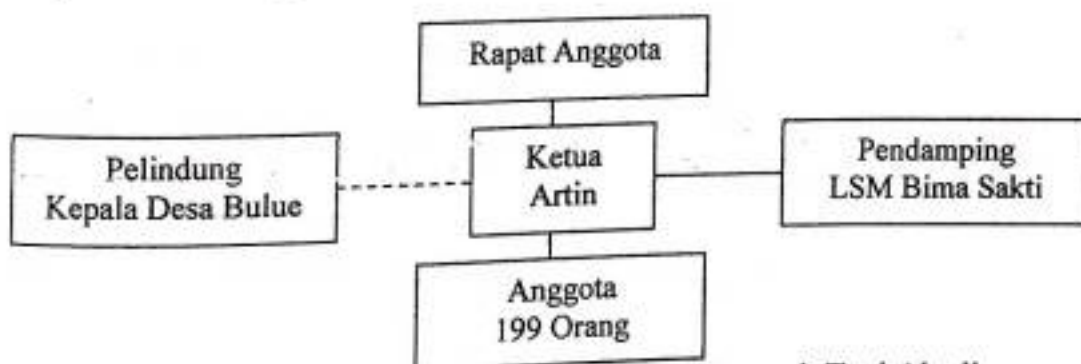 Rapat Anggota
Pelindung
Kepala Desa Bulue
Ketua
Artin
Pendamping
LSM Bima Sakti
Anggota
199 Orang